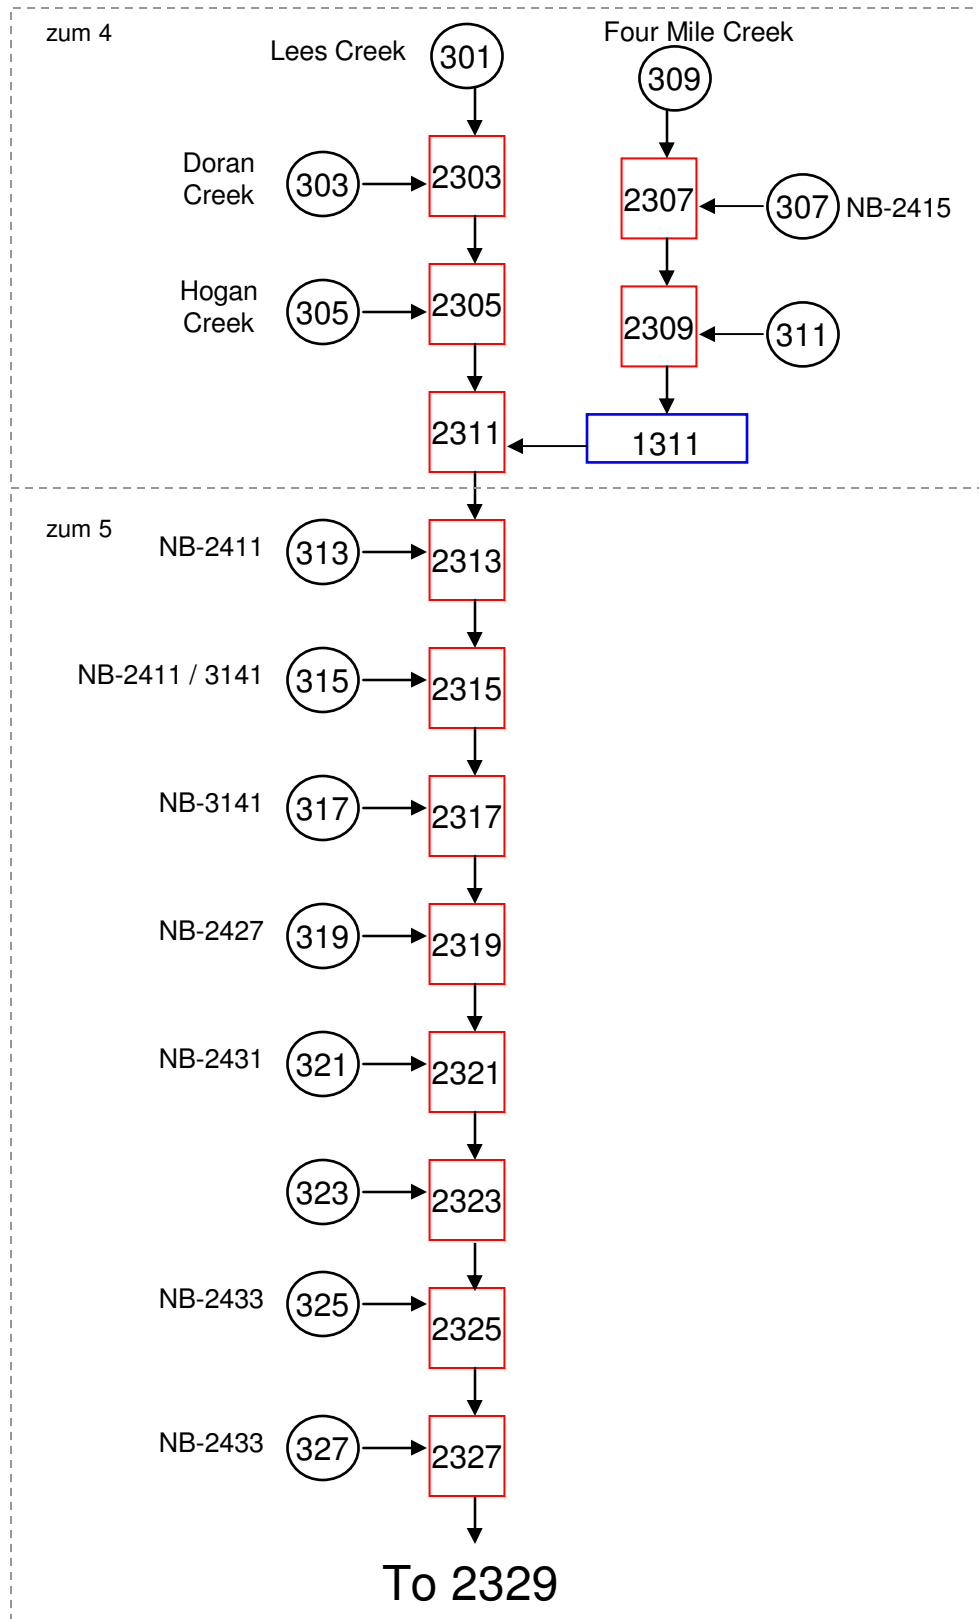 zum 4
Lees Creek
301
Four Mile Creek
309
Doran
Creek
303
2303
2307
307
NB-2415
Hogan
Creek
305
2305
2309
311
2311
1311
zum 5
NB-2411
313
2313
NB-2411 / 3141
315
2315
NB-3141
317
2317
NB-2427
319
2319
NB-2431
321
2321
323
2323
NB-2433
325
2325
NB-2433
327
2327
To 2329